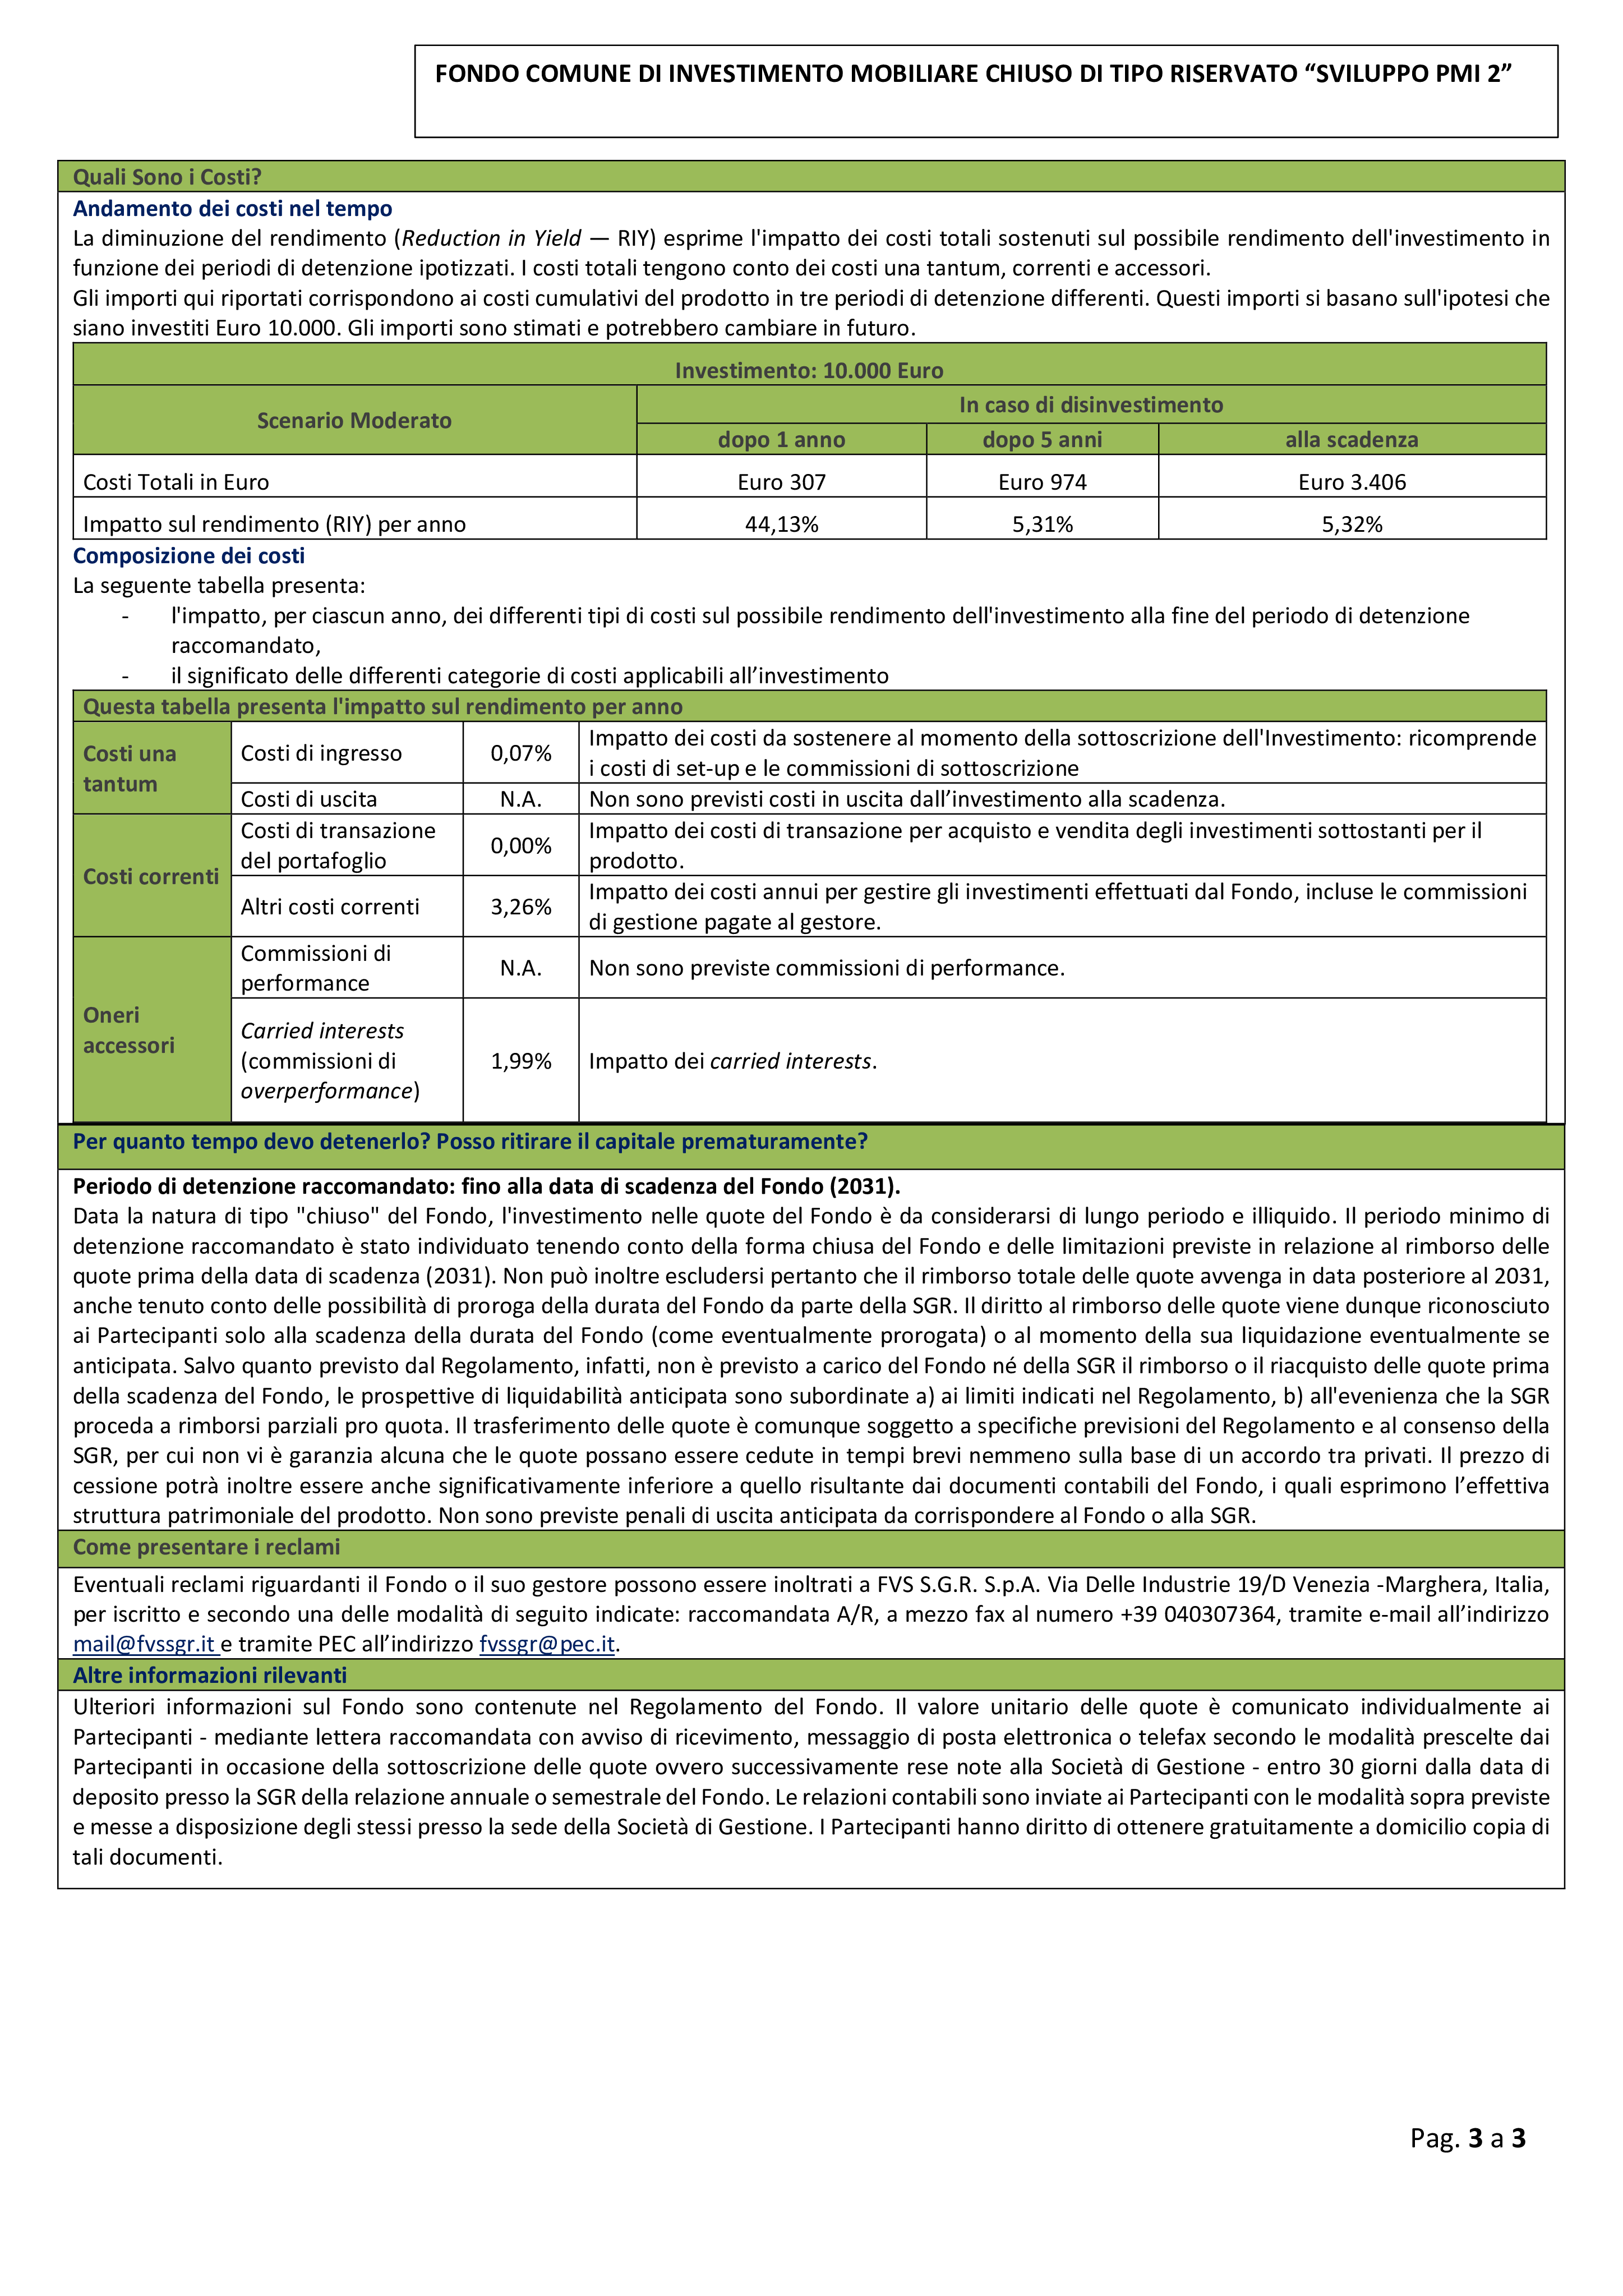 FONDO COMUNE DI INVESTIMENTO MOBILIARE CHIUSO DI TIPO RISERVATO “SVILUPPO PMI 2”
Quali Sono i Costi?
Andamento dei costi nel tempo
La diminuzione del rendimento (Reduction in Yield — RIY) esprime l'impatto dei costi totali sostenuti sul possibile rendimento dell'investimento in
funzione dei periodi di detenzione ipotizzati. I costi totali tengono conto dei costi una tantum, correnti e accessori.
Gli importi qui riportati corrispondono ai costi cumulativi del prodotto in tre periodi di detenzione differenti. Questi importi si basano sull'ipotesi che
siano investiti Euro 10.000. Gli importi sono stimati e potrebbero cambiare in futuro.
Investimento: 10.000 Euro
Scenario Moderato
In caso di disinvestimento
dopo 1 anno
dopo 5 anni
alla scadenza
Costi Totali in Euro
Euro 307
Euro 974
Euro 3.406
Impatto sul rendimento (RIY) per anno
44,13%
5,31%
5,32%
Composizione dei costi
La seguente tabella presenta:
- l'impatto, per ciascun anno, dei differenti tipi di costi sul possibile rendimento dell'investimento alla fine del periodo di detenzione
raccomandato,
- il significato delle differenti categorie di costi applicabili all’investimento
Questa tabella presenta l'impatto sul rendimento per anno
Costi una
tantum
Costi di ingresso
0,07%
Impatto dei costi da sostenere al momento della sottoscrizione dell'Investimento: ricomprende
i costi di set-up e le commissioni di sottoscrizione
Costi di uscita
N.A.
Non sono previsti costi in uscita dall’investimento alla scadenza.
Costi correnti
Costi di transazione
del portafoglio
0,00%
Impatto dei costi di transazione per acquisto e vendita degli investimenti sottostanti per il
prodotto.
Altri costi correnti
3,26%
Impatto dei costi annui per gestire gli investimenti effettuati dal Fondo, incluse le commissioni
di gestione pagate al gestore.
Oneri
accessori
Commissioni di
performance
N.A.
Non sono previste commissioni di performance.
Carried interests
(commissioni di
overperformance)
1,99%
Impatto dei carried interests.
Per quanto tempo devo detenerlo? Posso ritirare il capitale prematuramente?
Periodo di detenzione raccomandato: fino alla data di scadenza del Fondo (2031).
Data la natura di tipo "chiuso" del Fondo, l'investimento nelle quote del Fondo è da considerarsi di lungo periodo e illiquido. Il periodo minimo di
detenzione raccomandato è stato individuato tenendo conto della forma chiusa del Fondo e delle limitazioni previste in relazione al rimborso delle
quote prima della data di scadenza (2031). Non può inoltre escludersi pertanto che il rimborso totale delle quote avvenga in data posteriore al 2031,
anche tenuto conto delle possibilità di proroga della durata del Fondo da parte della SGR. Il diritto al rimborso delle quote viene dunque riconosciuto
ai Partecipanti solo alla scadenza della durata del Fondo (come eventualmente prorogata) o al momento della sua liquidazione eventualmente se
anticipata. Salvo quanto previsto dal Regolamento, infatti, non è previsto a carico del Fondo né della SGR il rimborso o il riacquisto delle quote prima
della scadenza del Fondo, le prospettive di liquidabilità anticipata sono subordinate a) ai limiti indicati nel Regolamento, b) all'evenienza che la SGR
proceda a rimborsi parziali pro quota. Il trasferimento delle quote è comunque soggetto a specifiche previsioni del Regolamento e al consenso della
SGR, per cui non vi è garanzia alcuna che le quote possano essere cedute in tempi brevi nemmeno sulla base di un accordo tra privati. Il prezzo di
cessione potrà inoltre essere anche significativamente inferiore a quello risultante dai documenti contabili del Fondo, i quali esprimono l’effettiva
struttura patrimoniale del prodotto. Non sono previste penali di uscita anticipata da corrispondere al Fondo o alla SGR.
Come presentare i reclami
Eventuali reclami riguardanti il Fondo o il suo gestore possono essere inoltrati a FVS S.G.R. S.p.A. Via Delle Industrie 19/D Venezia -Marghera, Italia,
per iscritto e secondo una delle modalità di seguito indicate: raccomandata A/R, a mezzo fax al numero +39 040307364, tramite e-mail all’indirizzo
mail@fvssgr.it e tramite PEC all’indirizzo fvssgr@pec.it.
Altre informazioni rilevanti
Ulteriori informazioni sul Fondo sono contenute nel Regolamento del Fondo. Il valore unitario delle quote è comunicato individualmente ai
Partecipanti - mediante lettera raccomandata con avviso di ricevimento, messaggio di posta elettronica o telefax secondo le modalità prescelte dai
Partecipanti in occasione della sottoscrizione delle quote ovvero successivamente rese note alla Società di Gestione - entro 30 giorni dalla data di
deposito presso la SGR della relazione annuale o semestrale del Fondo. Le relazioni contabili sono inviate ai Partecipanti con le modalità sopra previste
e messe a disposizione degli stessi presso la sede della Società di Gestione. I Partecipanti hanno diritto di ottenere gratuitamente a domicilio copia di
tali documenti.
Pag. 3 a 3